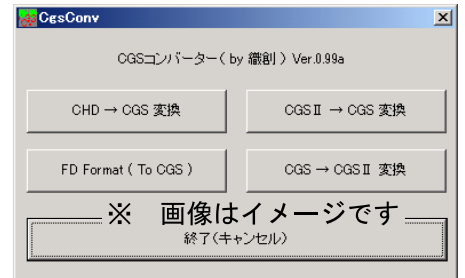 CgsConv
CGSコンバーター( by 織創 ) Ver.0.99a
CHD → CGS 変換
CGSⅡ → CGS 変換
FD Format ( To CGS )
CGS → CGSⅡ 変換
※ 画像はイメージです
終了(キャンセル)